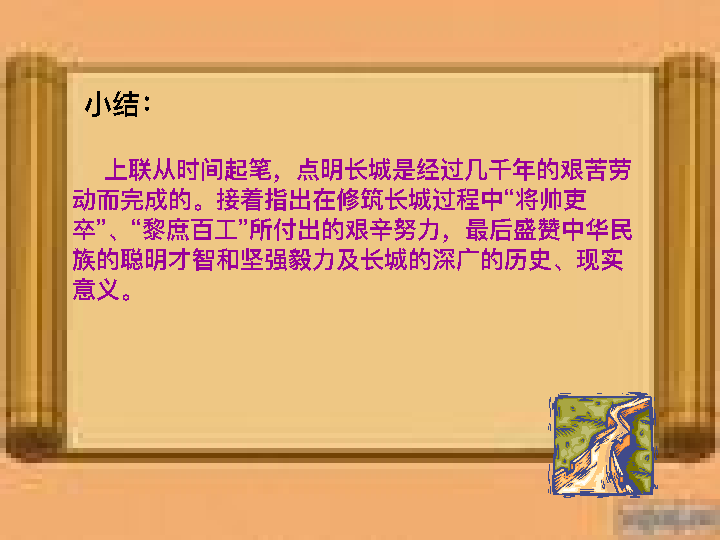 小结：
上联从时间起笔，点明长城是经过几千年的艰苦劳
动而完成的。接着指出在修筑长城过程中“将帅吏
卒”、“黎庶百工”所付出的艰辛努力，最后盛赞中华民
族的聪明才智和坚强毅力及长城的深广的历史、现实
意义。